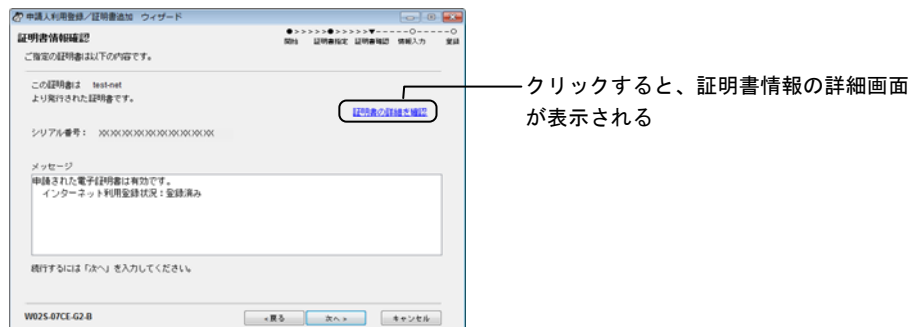 申請人利用登録／証明書追加　ウィザード
証明書情報確認
●>>>>>●>>>>>▼-----○-----○
開始 証明書指定 証明書確認 情報入力 登録
ご指定の証明書は以下の内容です。
この証明書は test-net
より発行された証明書です。
証明書の詳細を確認
クリックすると、証明書情報の詳細画面
が表示される
シリアル番号： XXXXXXXXXXXXXXXXXXXX
メッセージ
申請された電子証明書は有効です。
インターネット利用登録状況：登録済み
続行するには「次へ」を入力してください。
W02S-07CE-G2-B
<戻る
次へ>
キャンセル